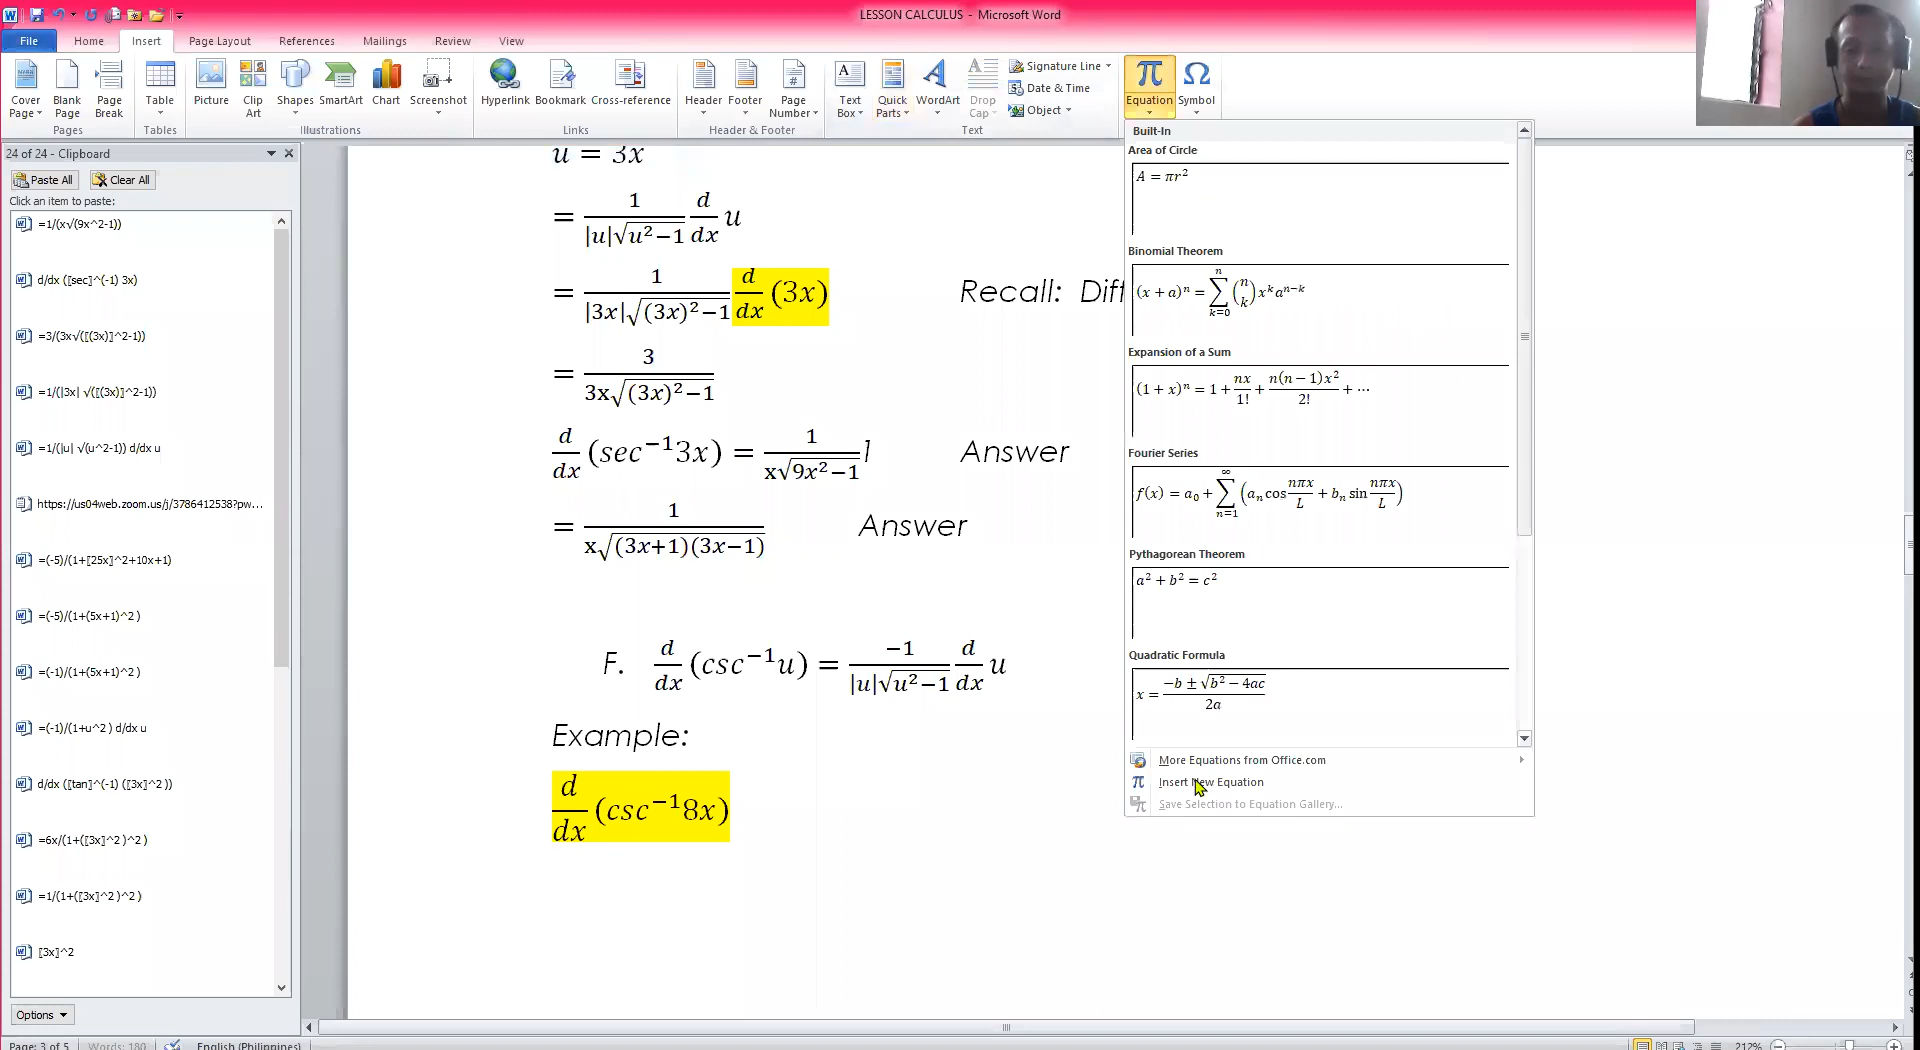 LESSON CALCULUS - Microsoft Word
File Home Insert Page Layout References Mailings Review View
Cover Page Blank Page Page Break Table Picture Clip Art Shapes SmartArt Chart Screenshot Hyperlink Bookmark Cross-reference Header Footer Page Number Text Box Quick Parts WordArt Drop Cap Signature Line Date & Time Object Equation Symbol
Pages Tables Illustrations Links Header & Footer Text
24 of 24 - Clipboard
Paste All Clear All
Click an item to paste:
=1/(x√(9x^2-1))
d/dx (〖sec〗^(-1) 3x)
=3/(3x√(〖(3x)〗^2-1))
=1/(|3x| √(〖(3x)〗^2-1))
=1/(|u| √(u^2-1)) d/dx u
https://us04web.zoom.us/j/3786412538?pw...
=(-5)/(1+〖25x〗^2+10x+1)
=(-5)/(1+(5x+1)^2 )
=(-1)/(1+(5x+1)^2 )
=(-1)/(1+u^2 ) d/dx u
d/dx (〖tan〗^(-1) (〖3x〗^2 ))
=6x/(1+(〖3x〗^2 )^2 )
=1/(1+(〖3x〗^2 )^2 )
〖3x〗^2
Options
u = 3x
= 1/(|u|√(u²−1)) d/dx u
= 1/(|3x|√((3x)²−1)) d/dx (3x) Recall: Diff
= 3/(3x√((3x)²−1))
d/dx (sec⁻¹3x) = 1/(x√(9x²−1)) Answer
= 1/(x√((3x+1)(3x−1))) Answer
F. d/dx (csc⁻¹u) = −1/(|u|√(u²−1)) d/dx u
Example:
d/dx (csc⁻¹8x)
Built-In
Area of Circle
A = πr²
Binomial Theorem
(x + a)ⁿ = ∑_{k=0}^{n} (n k) xᵏaⁿ⁻ᵏ
Expansion of a Sum
(1 + x)ⁿ = 1 + nx/1! + n(n − 1)x²/2! + ⋯
Fourier Series
f(x) = a₀ + ∑_{n=1}^{∞} (aₙ cos nπx/L + bₙ sin nπx/L)
Pythagorean Theorem
a² + b² = c²
Quadratic Formula
x = (−b ± √(b² − 4ac))/2a
More Equations from Office.com
Insert New Equation
Save Selection to Equation Gallery...
Page: 3 of 5 Words: 180 English (Philippines) 212%